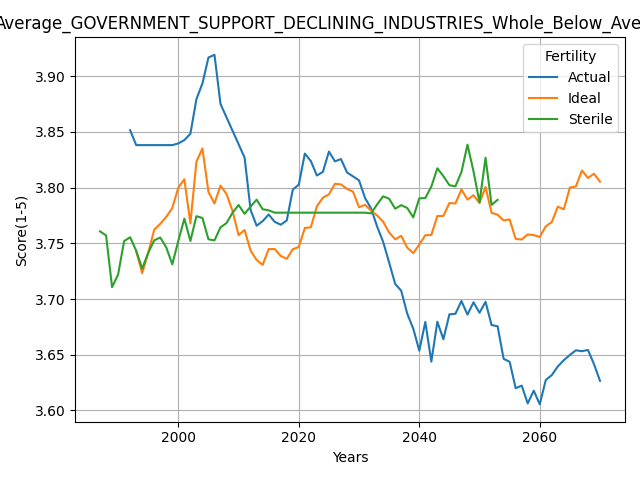 Average_GOVERNMENT_SUPPORT_DECLINING_INDUSTRIES_Whole_Below_Ave
Fertility
Actual
Ideal
Sterile
Score(1-5)
3.90
3.85
3.80
3.75
3.70
3.65
3.60
2000 2020 2040 2060
Years